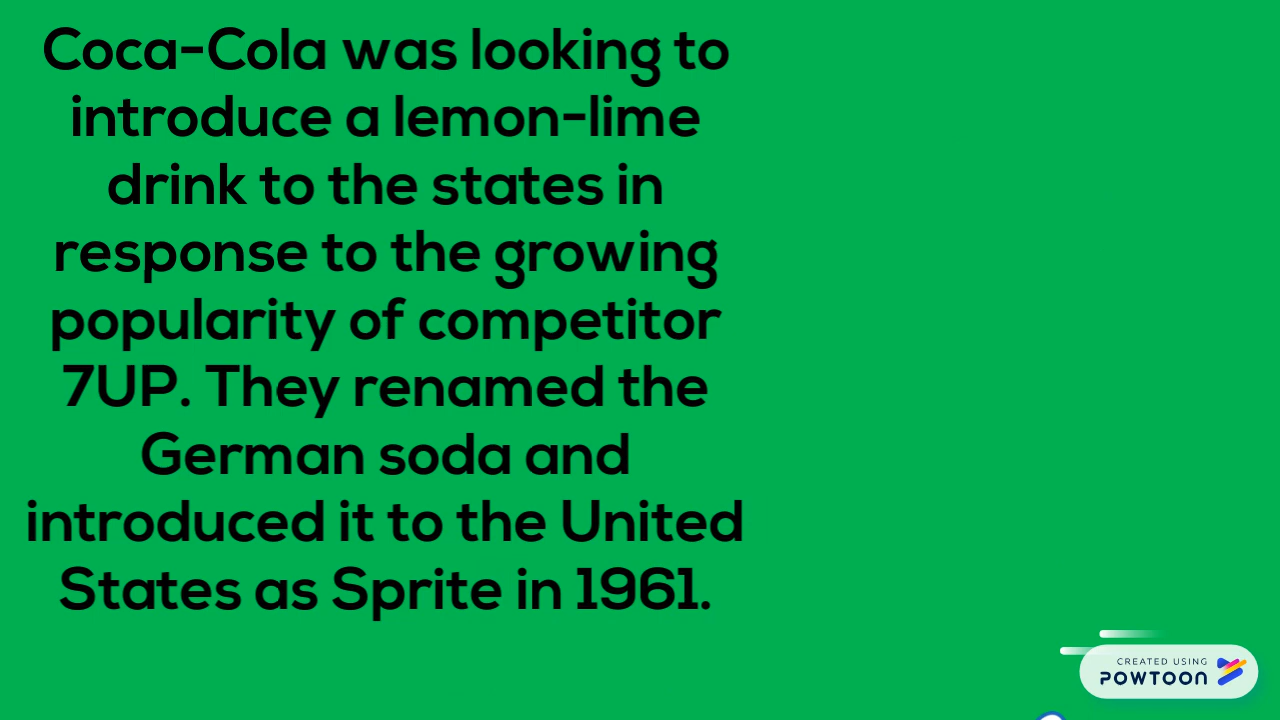 Coca-Cola was looking to
introduce a lemon-lime
drink to the states in
response to the growing
popularity of competitor
7UP. They renamed the
German soda and
introduced it to the United
States as Sprite in 1961.
CREATED USING
POWTOON